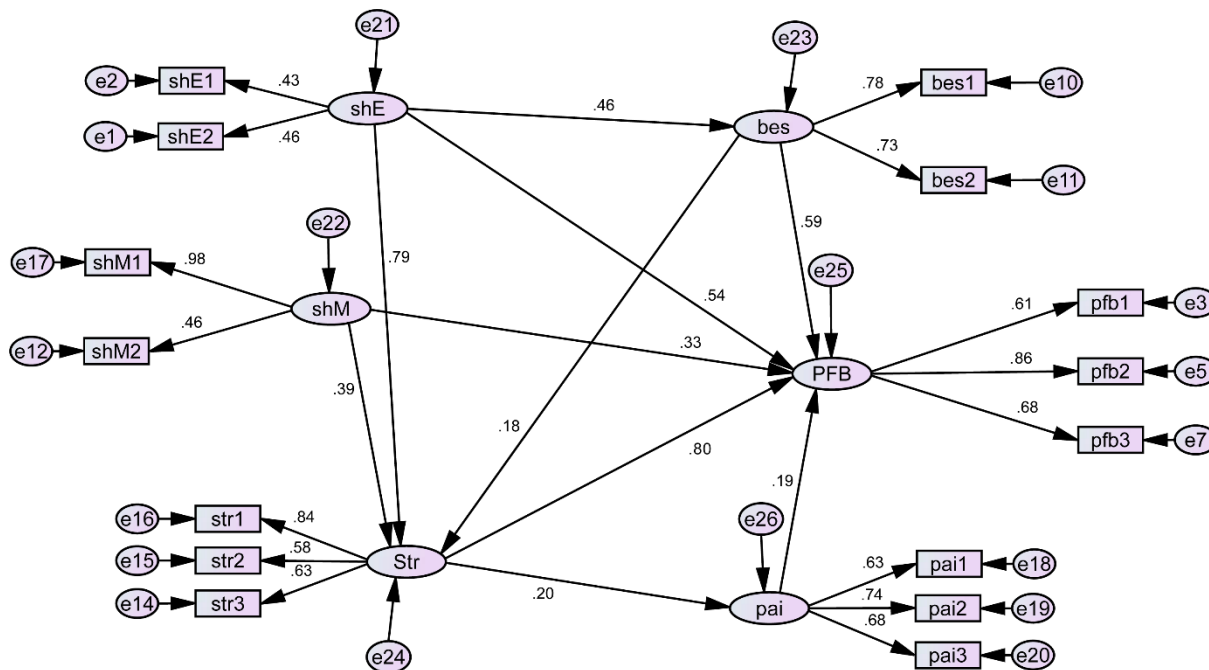 e21
e23
e2
shE1
.43
shE
.46
bes
.78
bes1
e10
e1
shE2
.46
.73
bes2
e11
e22
.59
e17
shM1
.98
.79
e25
shM
.54
pfb1
e3
.61
e12
shM2
.46
.33
PFB
.86
pfb2
e5
.39
.68
.18
.80
pfb3
e7
.19
e16
str1
.84
e26
e15
str2
.58
Str
.63
pai1
e18
e14
str3
.63
.20
pai
.74
pai2
e19
.68
e24
pai3
e20